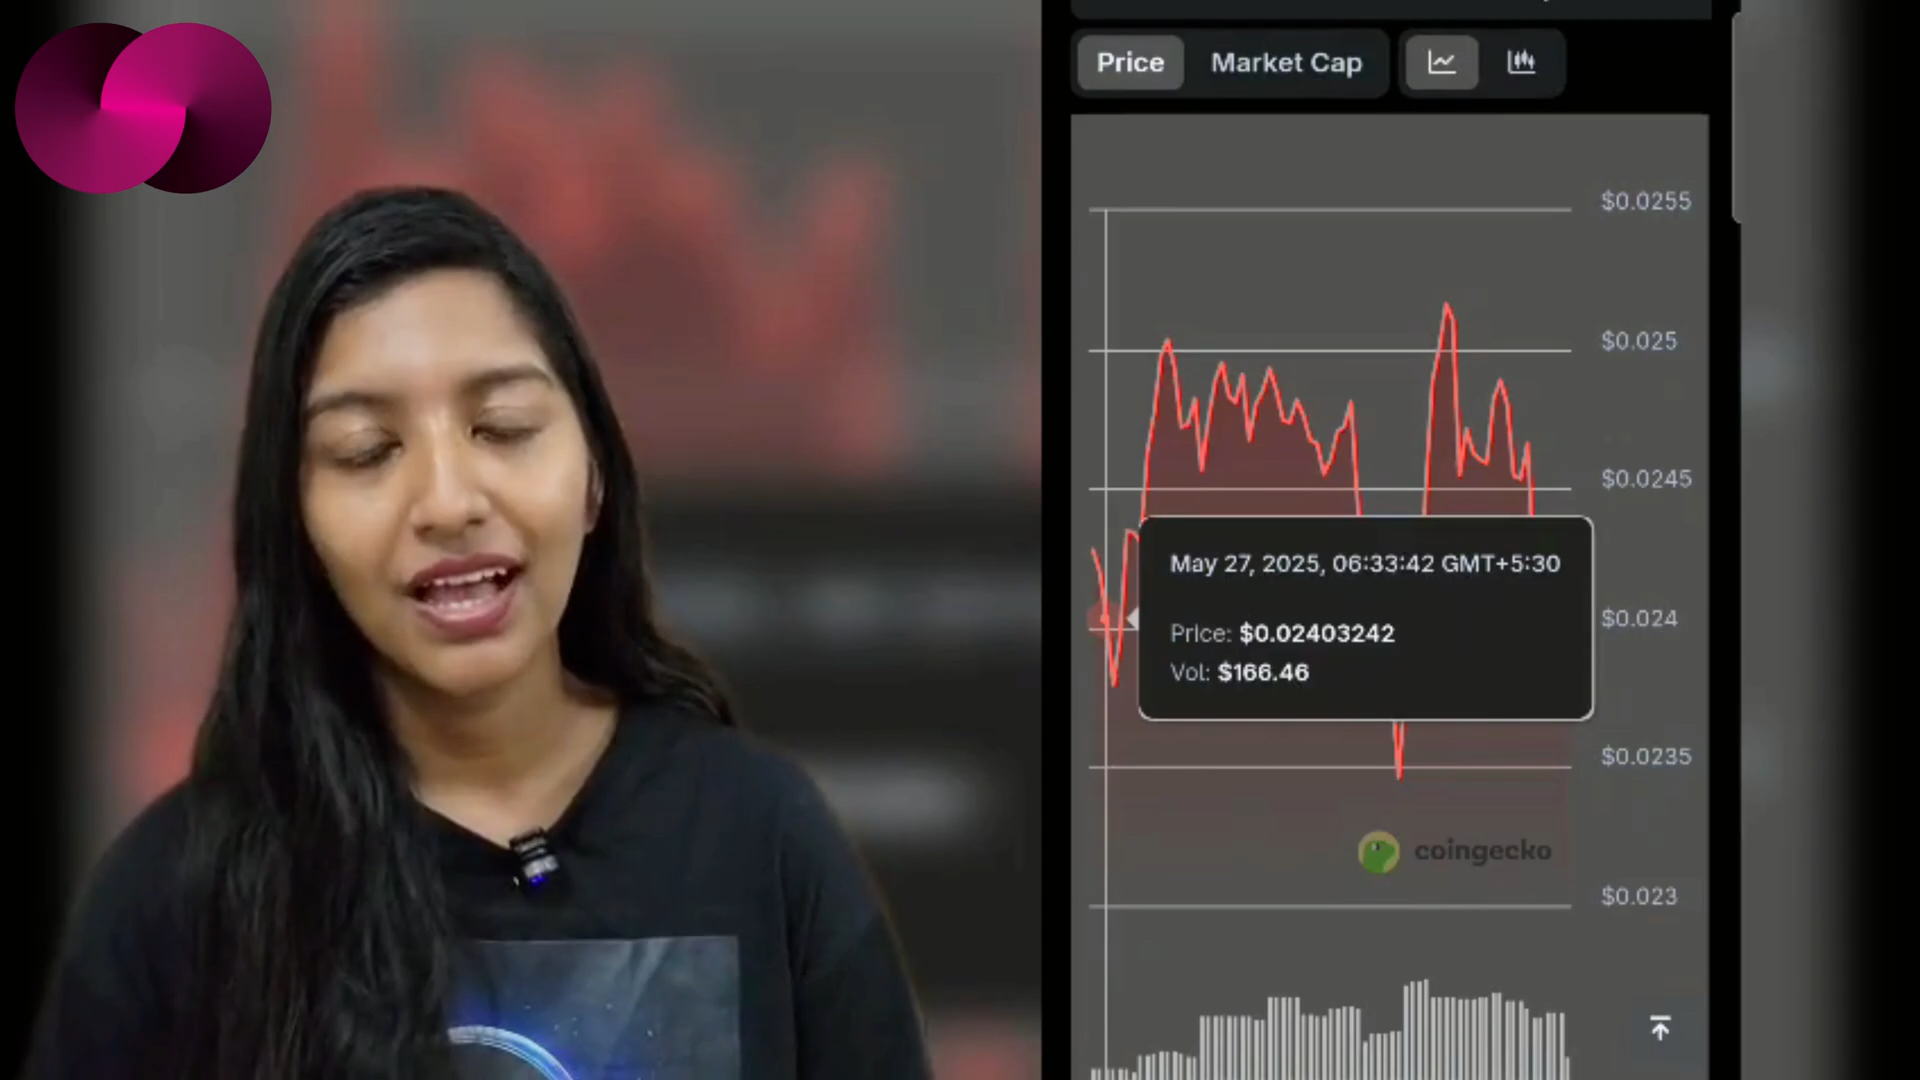 Price
Market Cap
$0.0255
$0.025
$0.0245
May 27, 2025, 06:33:42 GMT+5:30
$0.024
Price: $0.02403242
Vol: $166.46
$0.0235
coingecko
$0.023